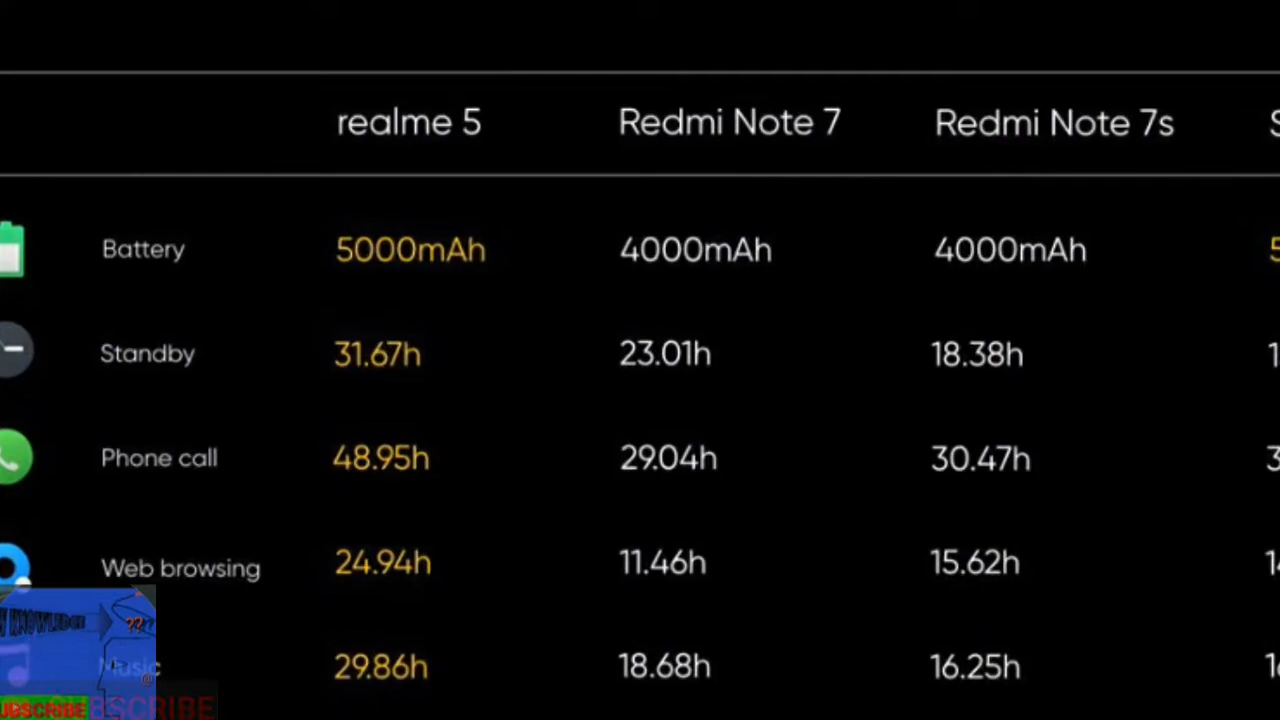 realme 5 Redmi Note 7 Redmi Note 7s
Battery 5000mAh 4000mAh 4000mAh
Standby 31.67h 23.01h 18.38h
Phone call 48.95h 29.04h 30.47h
Web browsing 24.94h 11.46h 15.62h
KNOWLEDGE ??
Music 29.86h 18.68h 16.25h
SUBSCRIBE